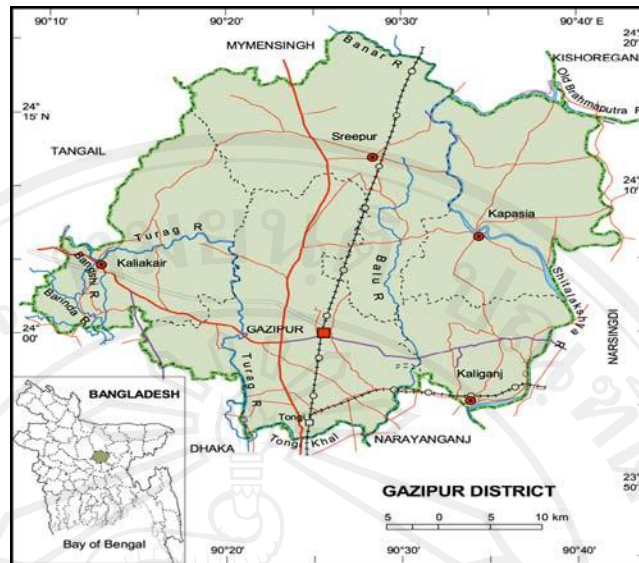 90°10'
90°20'
90°30'
90°40' E
24°
20'
MYMENSINGH
Banar R
KISHOREGAN
Old Brahmaputra R
24°
15' N
TANGAIL
Sreepur
24°
10'
Kapasia
Turag R
Kaliakair
Bangshi R
Barinda R
Balu R
Shitalakshya R
24°
00'
GAZIPUR
NARSINGDI
Turag R
Kaliganj
Tongi
Tongi Khal
DHAKA
NARAYANGANJ
BANGLADESH
Bay of Bengal
23°
50'
GAZIPUR DISTRICT
5 0 5 10 km
90°20'
90°30'
90°40'